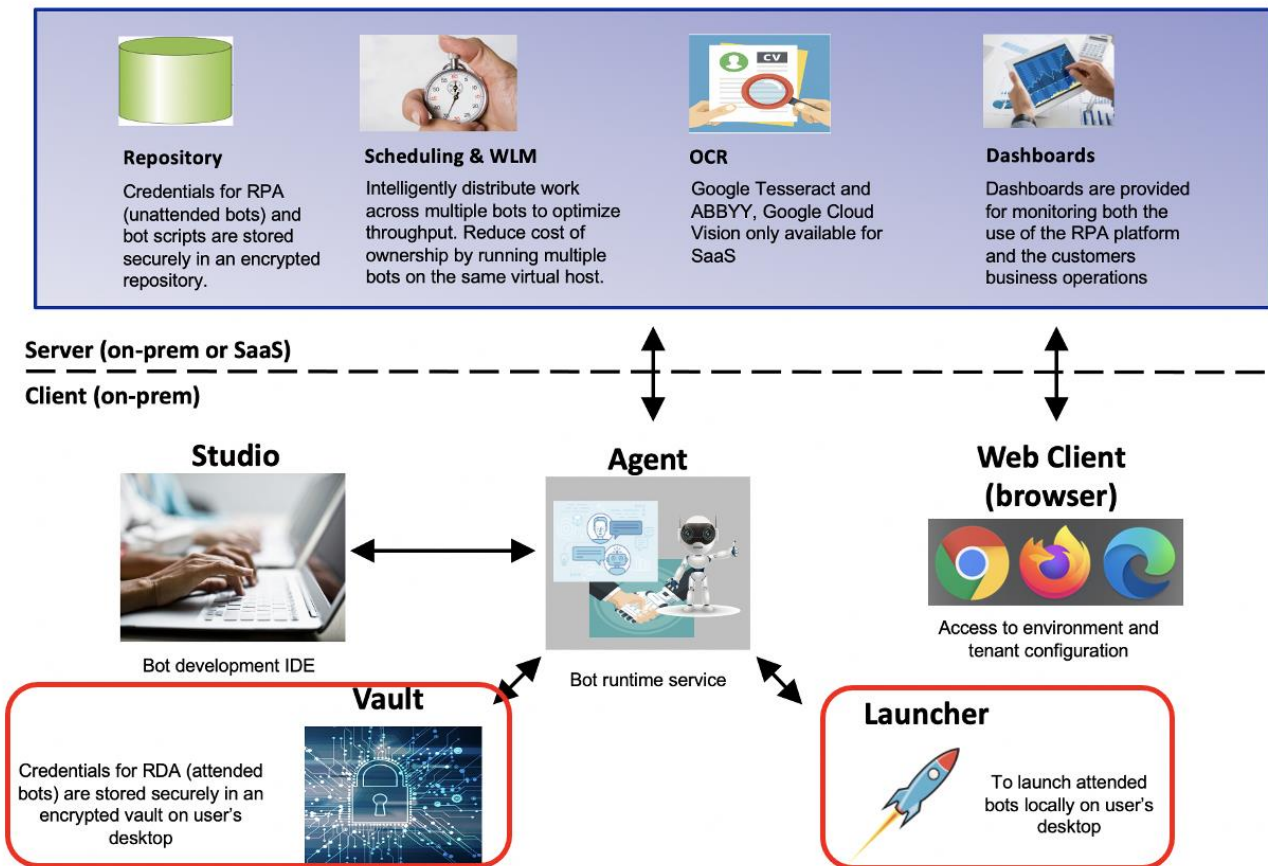 CV
Repository
Credentials for RPA
(unattended bots) and
bot scripts are stored
securely in an encrypted
repository.
Scheduling & WLM
Intelligently distribute work
across multiple bots to optimize
throughput. Reduce cost of
ownership by running multiple
bots on the same virtual host.
OCR
Google Tesseract and
ABBYY, Google Cloud
Vision only available for
SaaS
Dashboards
Dashboards are provided
for monitoring both the
use of the RPA platform
and the customers
business operations
Server (on-prem or SaaS)
Client (on-prem)
Studio
Bot development IDE
Agent
Bot runtime service
Web Client
(browser)
Access to environment and
tenant configuration
Vault
Credentials for RDA (attended
bots) are stored securely in an
encrypted vault on user's
desktop
Launcher
To launch attended
bots locally on user's
desktop